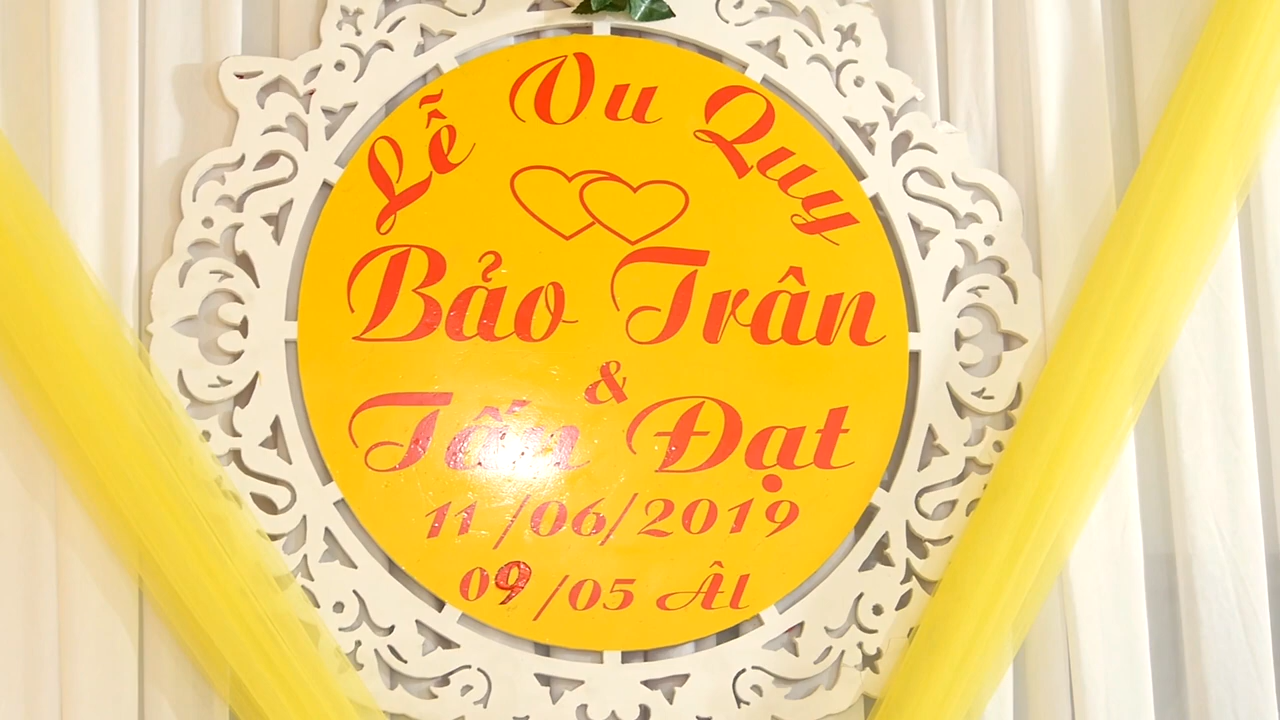 Lễ Vu Quy
Bảo Trân
&
Tấn Đạt
11/06/2019
09/05 Âl